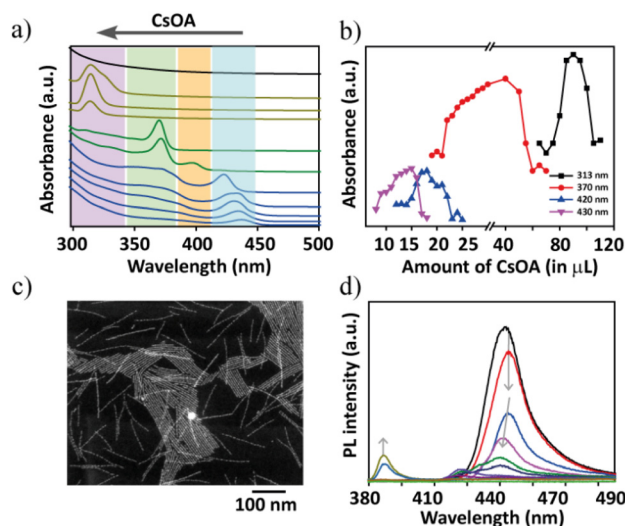 a)
CsOA
Absorbance (a.u.)
300 350 400 450 500
Wavelength (nm)
b)
Absorbance (a.u.)
313 nm
370 nm
420 nm
430 nm
10 15 20 25 40 60 80 100 120
Amount of CsOA (in μL)
c)
100 nm
d)
PL intensity (a.u.)
380 410 440 470 490
Wavelength (nm)